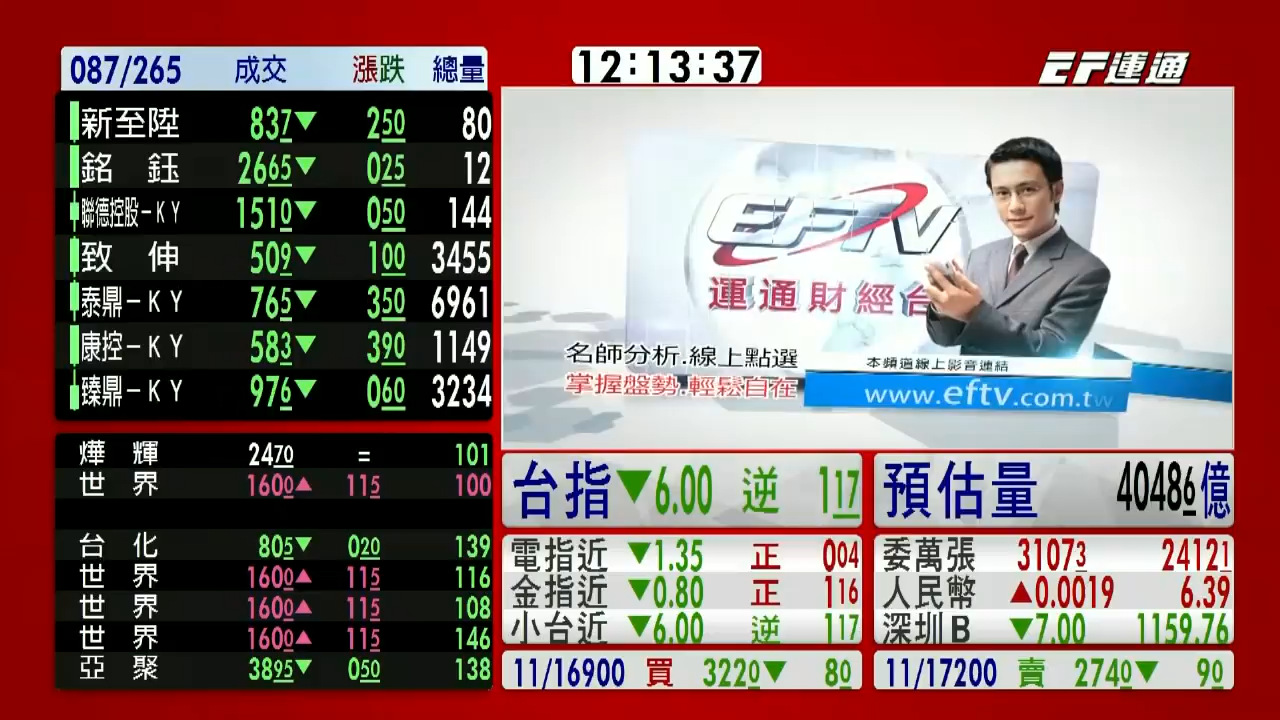 087/265 成交 漲跌 總量
12:13:37
EF運通
新至陞 837▼ 250 80
銘鈺 2665▼ 025 12
聯德控股-KY 1510▼ 050 144
致伸 509▼ 100 3455
泰鼎-KY 765▼ 350 6961
康控-KY 583▼ 390 1149
臻鼎-KY 976▼ 060 3234
EFTV
運通財經台
名師分析.線上點選
掌握盤勢.輕鬆自在
本頻道線上影音連結
www.eftv.com.tw
燁輝 2470 = 101
世界 1600▲ 115 100
台化 805▼ 020 139
世界 1600▲ 115 116
世界 1600▲ 115 108
世界 1600▲ 115 146
亞聚 3895▼ 050 138
台指▼6.00 逆 117
預估量 40486億
電指近 ▼1.35 正 004
金指近 ▼0.80 正 116
小台近 ▼6.00 逆 117
委萬張 31073 24121
人民幣 ▲0.0019 6.39
深圳B ▼7.00 1159.76
11/16900 買 3220▼ 80
11/17200 賣 2740▼ 90